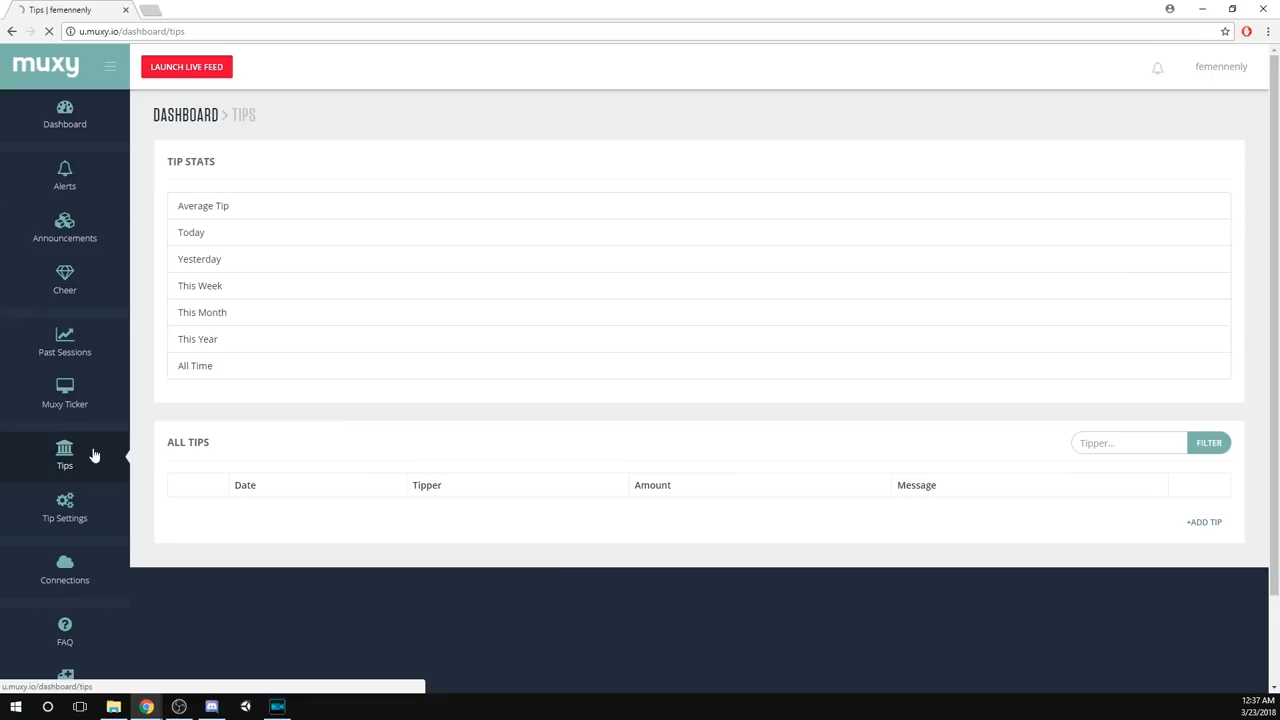 Tips | femennenly
u.muxy.io/dashboard/tips
muxy
LAUNCH LIVE FEED
femennenly
Dashboard
DASHBOARD > TIPS
TIP STATS
Alerts
Average Tip
Announcements
Today
Yesterday
Cheer
This Week
This Month
Past Sessions
This Year
All Time
Muxy Ticker
Tips
ALL TIPS
Tipper...
FILTER
Date
Tipper
Amount
Message
Tip Settings
+ADD TIP
Connections
FAQ
u.muxy.io/dashboard/tips
12:37 AM
3/23/2018